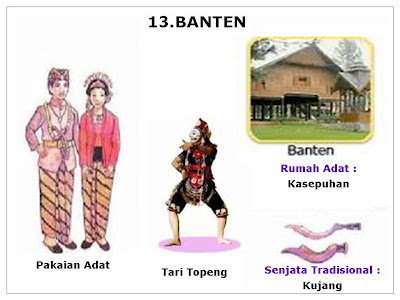 13.BANTEN
Banten
Rumah Adat :
Kasepuhan
Pakaian Adat
Tari Topeng
Senjata Tradisional :
Kujang